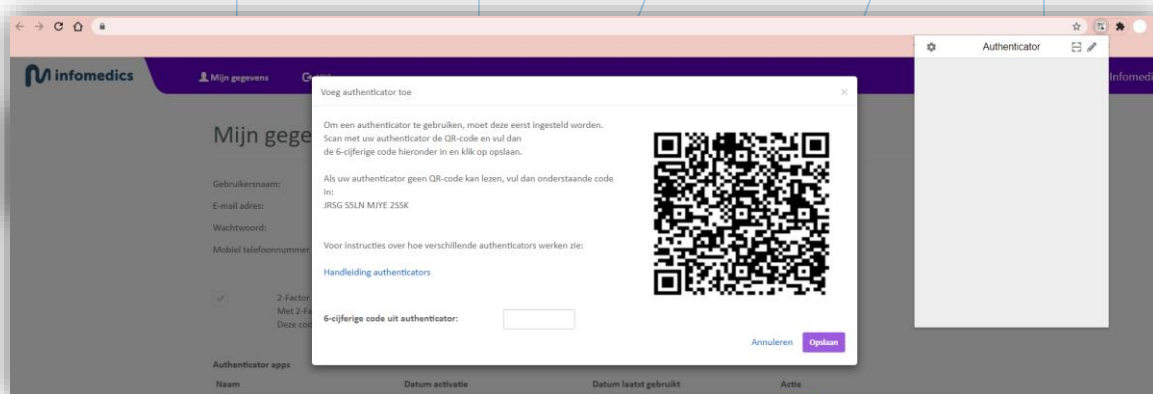 Authenticator
infomedics
Mijn gegevens
Infomedi
Mijn gege
Gebruikersnaam:
E-mail adres:
Wachtwoord:
Mobiel telefoonnummer
2-Factor
Met 2-Fa
Deze cod
Voeg authenticator toe
Om een authenticator te gebruiken, moet deze eerst ingesteld worden.
Scan met uw authenticator de QR-code en vul dan
de 6-cijferige code hieronder in en klik op opslaan.
Als uw authenticator geen QR-code kan lezen, vul dan onderstaande code
in:
JRSG S5LN MJYE 2SSK
Voor instructies over hoe verschillende authenticators werken zie:
Handleiding authenticators
6-cijferige code uit authenticator:
Annuleren Opslaan
Authenticator apps
Naam Datum activatie Datum laatst gebruikt Actie